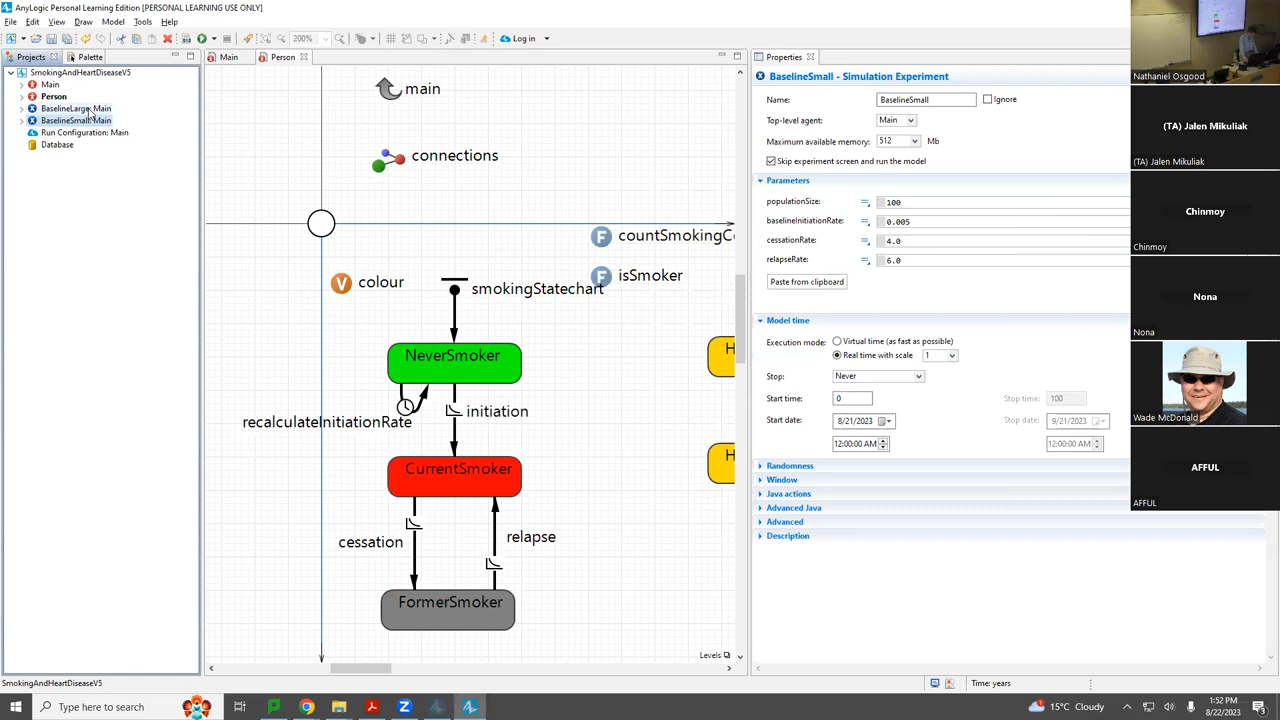 AnyLogic Personal Learning Edition [PERSONAL LEARNING USE ONLY]
File Edit View Draw Model Tools Help
200%
Log in
Projects
Palette
Main
Person
Properties
SmokingAndHeartDiseaseV5
Main
Person
BaselineLarge: Main
BaselineSmall: Main
Run Configuration: Main
Database
main
connections
countSmokingC
isSmoker
colour
smokingStatechart
NeverSmoker
H
recalculateInitiationRate
initiation
CurrentSmoker
H
cessation
relapse
FormerSmoker
Levels
BaselineSmall - Simulation Experiment
Name:
BaselineSmall
Ignore
Top-level agent:
Main
Maximum available memory:
512
Mb
Skip experiment screen and run the model
Parameters
populationSize:
100
baselineInitiationRate:
0.005
cessationRate:
4.0
relapseRate:
6.0
Paste from clipboard
Model time
Execution mode:
Virtual time (as fast as possible)
Real time with scale
1
Stop:
Never
Start time:
0
Stop time:
100
Start date:
8/21/2023
Stop date:
9/21/2023
12:00:00 AM
12:00:00 AM
Randomness
Window
Java actions
Advanced Java
Advanced
Description
Nathaniel Osgood
(TA) Jalen Mikuliak
(TA) Jalen Mikuliak
Chinmoy
Chinmoy
Nona
Nona
Wade McDonald
AFFUL
AFFUL
SmokingAndHeartDiseaseV5
Time: years
Type here to search
15°C Cloudy
1:52 PM
8/22/2023
3